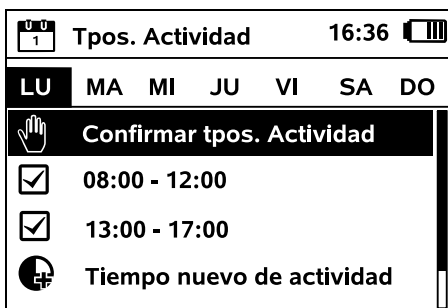 1 Tpos. Actividad 16:36
LU MA MI JU VI SA DO
Confirmar tpos. Actividad
08:00 - 12:00
13:00 - 17:00
Tiempo nuevo de actividad